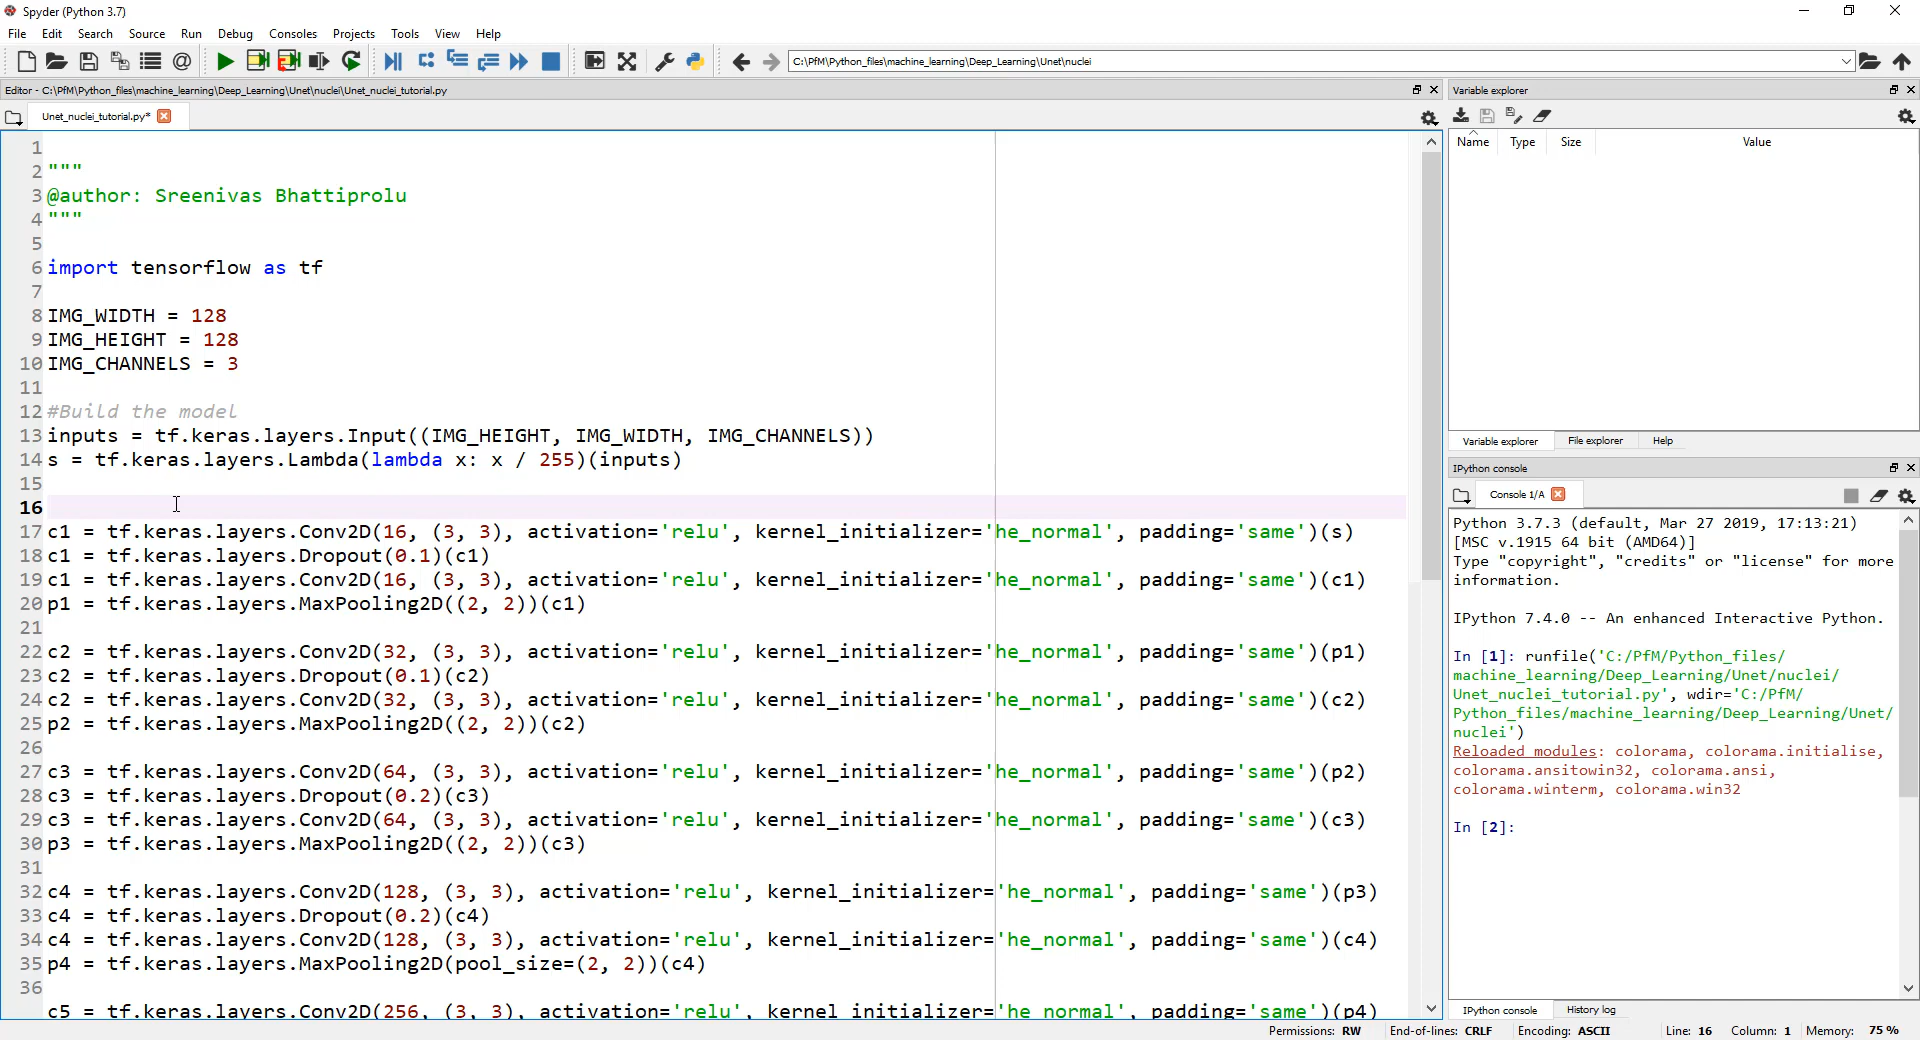 Spyder (Python 3.7)
File Edit Search Source Run Debug Consoles Projects Tools View Help
C:\PfM\Python_files\machine_learning\Deep_Learning\Unet\nuclei
Editor - C:\PfM\Python_files\machine_learning\Deep_Learning\Unet\nuclei\Unet_nuclei_tutorial.py
Unet_nuclei_tutorial.py*
1
2 """
3 @author: Sreenivas Bhattiprolu
4 """
5
6 import tensorflow as tf
7
8 IMG_WIDTH = 128
9 IMG_HEIGHT = 128
10 IMG_CHANNELS = 3
11
12 #Build the model
13 inputs = tf.keras.layers.Input((IMG_HEIGHT, IMG_WIDTH, IMG_CHANNELS))
14 s = tf.keras.layers.Lambda(lambda x: x / 255)(inputs)
15
16
17 c1 = tf.keras.layers.Conv2D(16, (3, 3), activation='relu', kernel_initializer='he_normal', padding='same')(s)
18 c1 = tf.keras.layers.Dropout(0.1)(c1)
19 c1 = tf.keras.layers.Conv2D(16, (3, 3), activation='relu', kernel_initializer='he_normal', padding='same')(c1)
20 p1 = tf.keras.layers.MaxPooling2D((2, 2))(c1)
21
22 c2 = tf.keras.layers.Conv2D(32, (3, 3), activation='relu', kernel_initializer='he_normal', padding='same')(p1)
23 c2 = tf.keras.layers.Dropout(0.1)(c2)
24 c2 = tf.keras.layers.Conv2D(32, (3, 3), activation='relu', kernel_initializer='he_normal', padding='same')(c2)
25 p2 = tf.keras.layers.MaxPooling2D((2, 2))(c2)
26
27 c3 = tf.keras.layers.Conv2D(64, (3, 3), activation='relu', kernel_initializer='he_normal', padding='same')(p2)
28 c3 = tf.keras.layers.Dropout(0.2)(c3)
29 c3 = tf.keras.layers.Conv2D(64, (3, 3), activation='relu', kernel_initializer='he_normal', padding='same')(c3)
30 p3 = tf.keras.layers.MaxPooling2D((2, 2))(c3)
31
32 c4 = tf.keras.layers.Conv2D(128, (3, 3), activation='relu', kernel_initializer='he_normal', padding='same')(p3)
33 c4 = tf.keras.layers.Dropout(0.2)(c4)
34 c4 = tf.keras.layers.Conv2D(128, (3, 3), activation='relu', kernel_initializer='he_normal', padding='same')(c4)
35 p4 = tf.keras.layers.MaxPooling2D(pool_size=(2, 2))(c4)
36
c5 = tf.keras.layers.Conv2D(256, (3, 3), activation='relu', kernel_initializer='he_normal', padding='same')(p4)
Variable explorer
Name Type Size Value
Variable explorer File explorer Help
IPython console
Console 1/A
Python 3.7.3 (default, Mar 27 2019, 17:13:21)
[MSC v.1915 64 bit (AMD64)]
Type "copyright", "credits" or "license" for more
information.
IPython 7.4.0 -- An enhanced Interactive Python.
In [1]: runfile('C:/PfM/Python_files/
machine_learning/Deep_Learning/Unet/nuclei/
Unet_nuclei_tutorial.py', wdir='C:/PfM/
Python_files/machine_learning/Deep_Learning/Unet/
nuclei')
Reloaded modules: colorama, colorama.initialise,
colorama.ansitowin32, colorama.ansi,
colorama.winterm, colorama.win32
In [2]:
IPython console History log
Permissions: RW End-of-lines: CRLF Encoding: ASCII Line: 16 Column: 1 Memory: 75 %